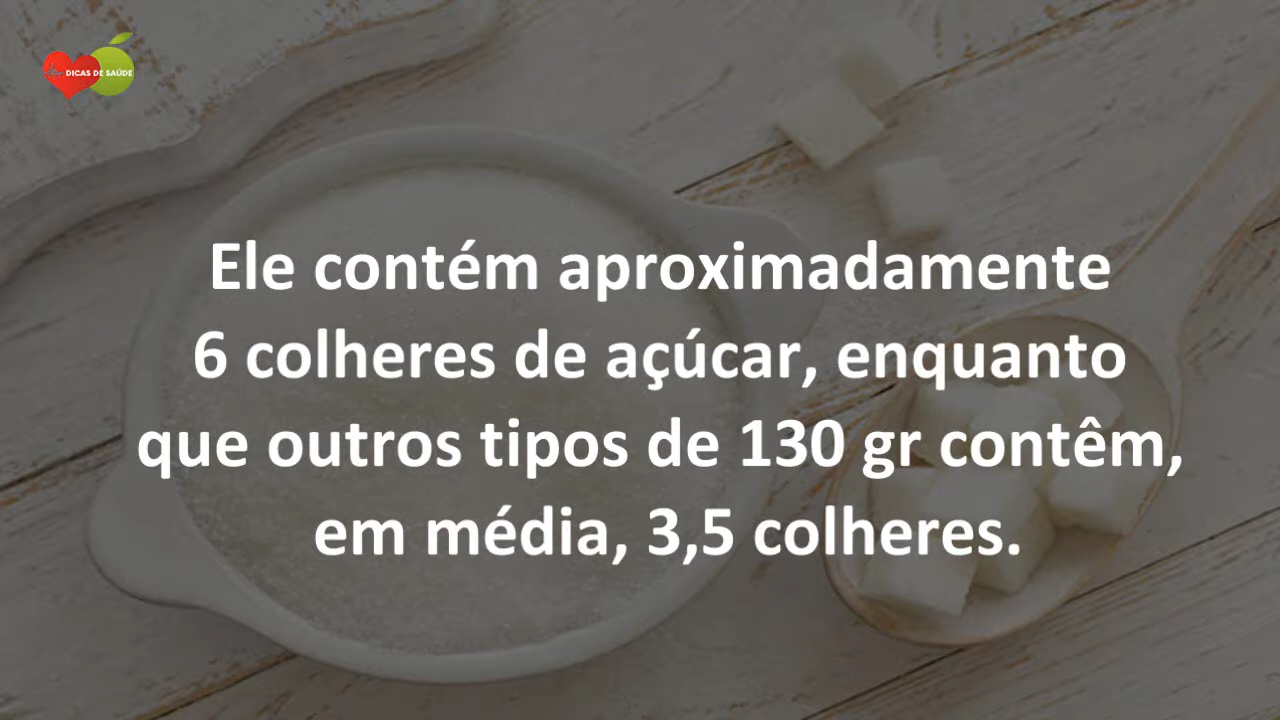 DICAS DE SAÚDE
Ele contém aproximadamente
6 colheres de açúcar, enquanto
que outros tipos de 130 gr contêm,
em média, 3,5 colheres.